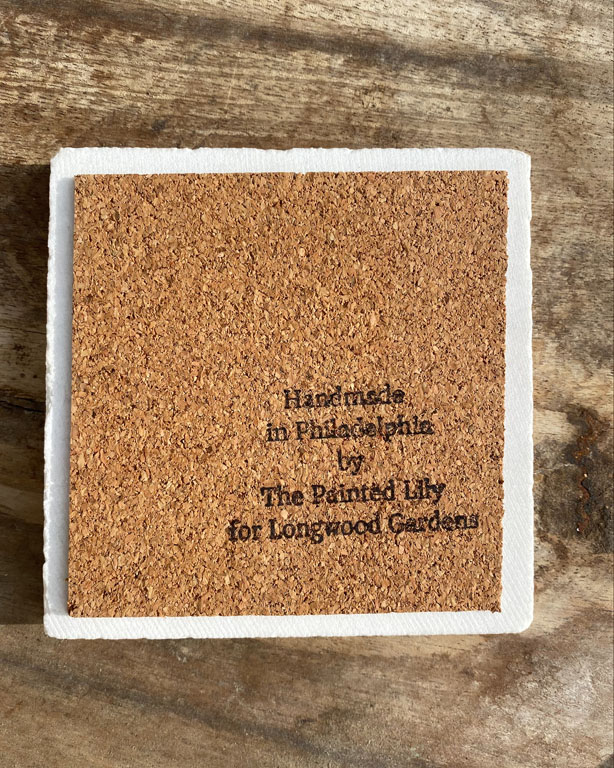 Handmade
in Philadelphia
by
The Painted Lily
for Longwood Gardens